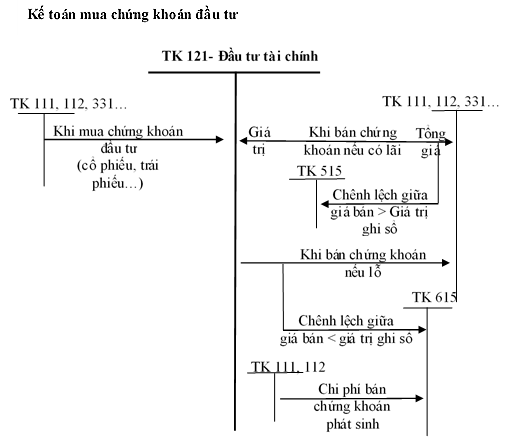 Kế toán mua chứng khoán đầu tư
TK 121- Đầu tư tài chính
TK 111, 112, 331…
Khi mua chứng khoán
đầu tư
(cổ phiếu, trái
phiếu…)
TK 111, 112, 331…
Giá
trị
Khi bán chứng
khoán nếu có lãi
Tổng
giá
TK 515
Chênh lệch giữa
giá bán > Giá trị
ghi sổ
Khi bán chứng khoán
nếu lỗ
TK 615
Chênh lệch giữa
giá bán < giá trị ghi sổ
TK 111, 112
Chi phí bán
chứng khoán
phát sinh